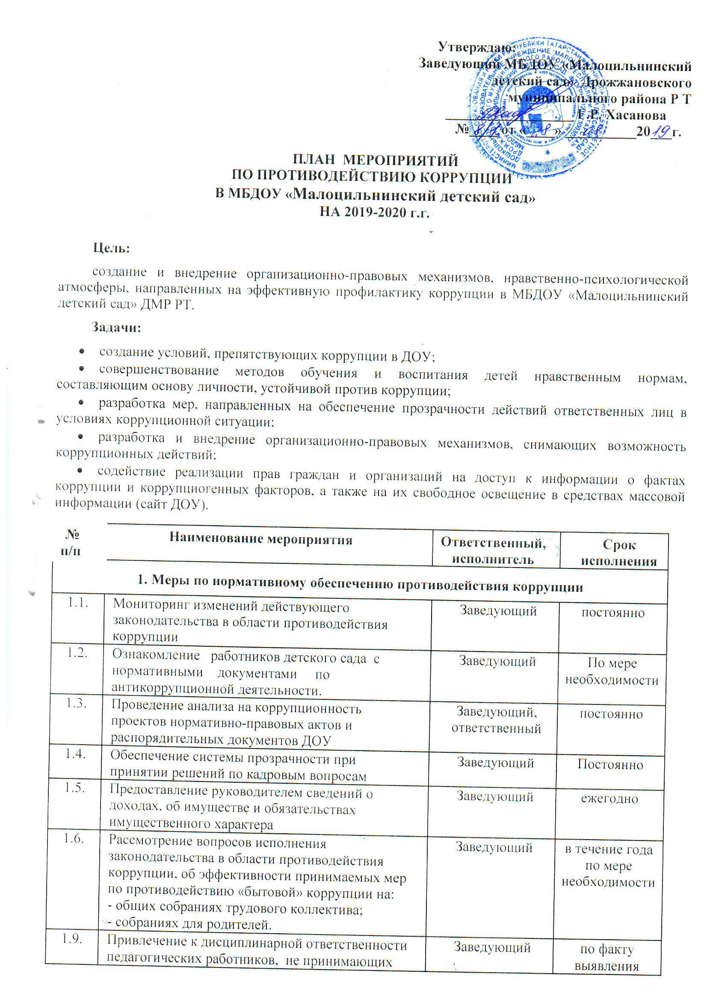 Утверждаю:
Заведующий МБДОУ «Малоцильнинский
детский сад» Дрожжановского
муниципального района Р Т
Г.Р. Хасанова
№ 8/1 от « 28 » 2019 г.
ПЛАН МЕРОПРИЯТИЙ
ПО ПРОТИВОДЕЙСТВИЮ КОРРУПЦИИ
В МБДОУ «Малоцильнинский детский сад»
НА 2019-2020 г.г.
Цель:
создание и внедрение организационно-правовых механизмов, нравственно-психологической
атмосферы, направленных на эффективную профилактику коррупции в МБДОУ «Малоцильнинский
детский сад» ДМР РТ.
Задачи:
• создание условий, препятствующих коррупции в ДОУ;
• совершенствование методов обучения и воспитания детей нравственным нормам,
составляющим основу личности, устойчивой против коррупции;
• разработка мер, направленных на обеспечение прозрачности действий ответственных лиц в
условиях коррупционной ситуации;
• разработка и внедрение организационно-правовых механизмов, снимающих возможность
коррупционных действий;
• содействие реализации прав граждан и организаций на доступ к информации о фактах
коррупции и коррупциогенных факторов, а также на их свободное освещение в средствах массовой
информации (сайт ДОУ).
№
п/п
Наименование мероприятия
Ответственный,
исполнитель
Срок
исполнения
1. Меры по нормативному обеспечению противодействия коррупции
1.1.
Мониторинг изменений действующего
законодательства в области противодействия
коррупции
Заведующий
постоянно
1.2.
Ознакомление работников детского сада с
нормативными документами по
антикоррупционной деятельности.
Заведующий
По мере
необходимости
1.3.
Проведение анализа на коррупционность
проектов нормативно-правовых актов и
распорядительных документов ДОУ
Заведующий,
ответственный
постоянно
1.4.
Обеспечение системы прозрачности при
принятии решений по кадровым вопросам
Заведующий
Постоянно
1.5.
Предоставление руководителем сведений о
доходах, об имуществе и обязательствах
имущественного характера
Заведующий
ежегодно
1.6.
Рассмотрение вопросов исполнения
законодательства в области противодействия
коррупции, об эффективности принимаемых мер
по противодействию «бытовой» коррупции на:
- общих собраниях трудового коллектива;
- собраниях для родителей.
Заведующий
в течение года
по мере
необходимости
1.9.
Привлечение к дисциплинарной ответственности
педагогических работников, не принимающих
Заведующий
по факту
выявления